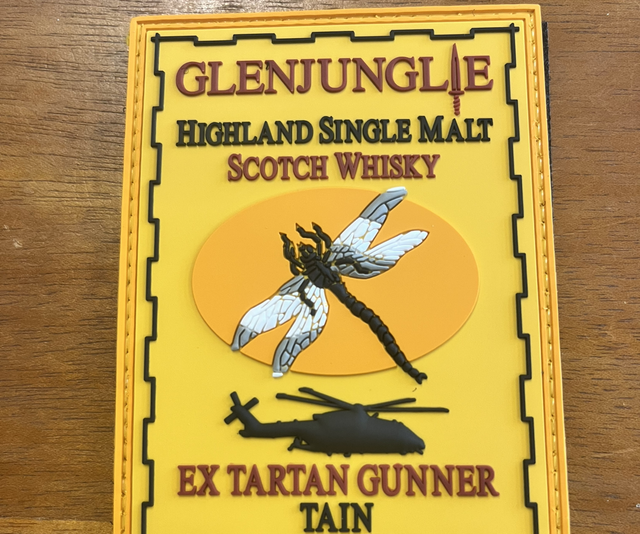 GLENJUNGLIE
HIGHLAND SINGLE MALT
SCOTCH WHISKY
EX TARTAN GUNNER
TAIN